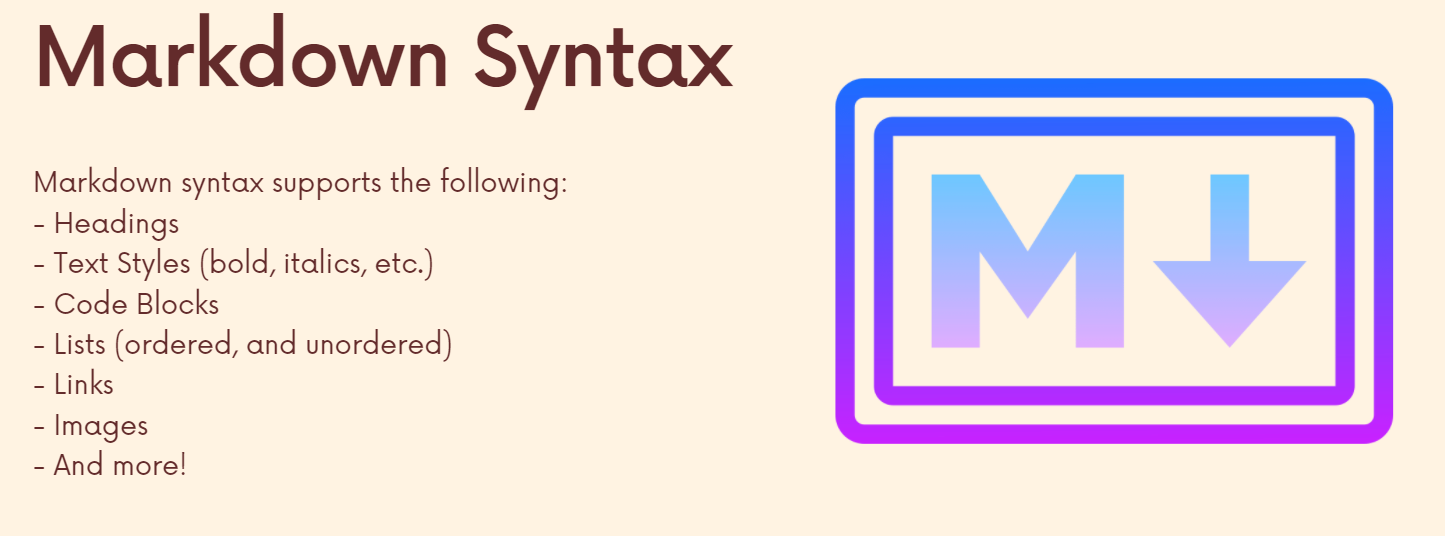 Markdown Syntax
Markdown syntax supports the following:
- Headings
- Text Styles (bold, italics, etc.)
- Code Blocks
- Lists (ordered, and unordered)
- Links
- Images
- And more!
M